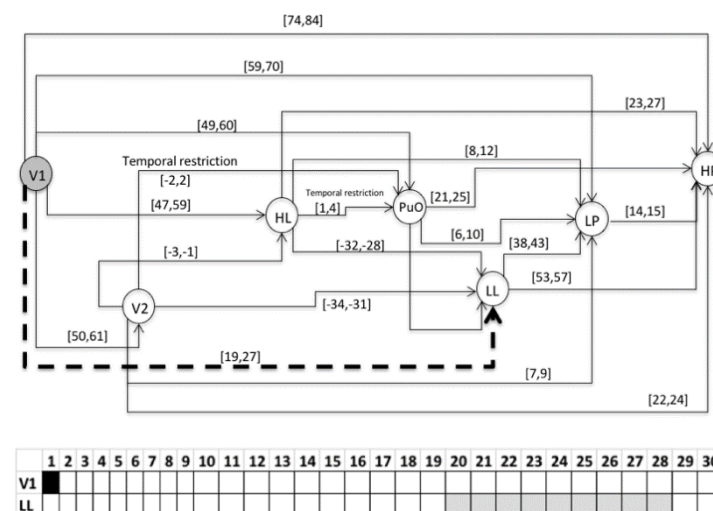 [74,84]
[59,70]
[23,27]
[49,60]
[8,12]
Temporal restriction
[-2,2]
V1
Temporal restriction
[21,25]
[47,59]
HL
[1,4]
PuO
LP
[14,15]
[6,10]
[-32,-28]
[38,43]
[-3,-1]
[53,57]
LL
V2
[-34,-31]
[50,61]
[19,27]
[7,9]
[22,24]
1 2 3 4 5 6 7 8 9 10 11 12 13 14 15 16 17 18 19 20 21 22 23 24 25 26 27 28 29
V1
LL